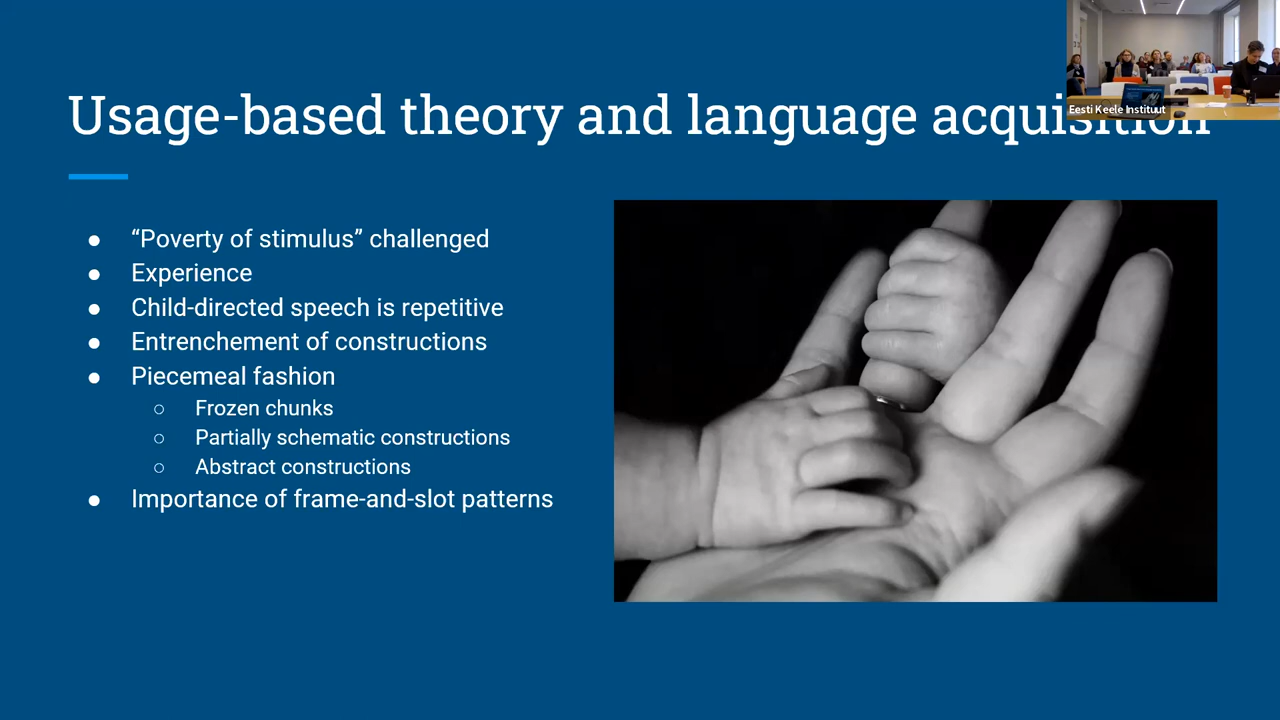 Usage-based theory and language acquisition
Eesti Keele Instituut
“Poverty of stimulus” challenged
Experience
Child-directed speech is repetitive
Entrenchement of constructions
Piecemeal fashion
Frozen chunks
Partially schematic constructions
Abstract constructions
Importance of frame-and-slot patterns